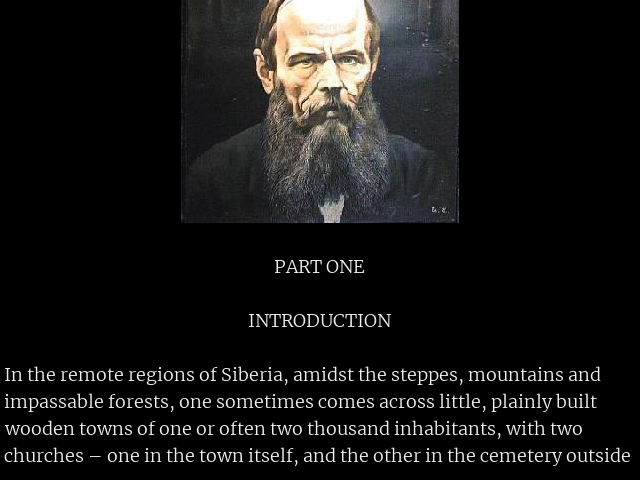 PART ONE
INTRODUCTION
In the remote regions of Siberia, amidst the steppes, mountains and
impassable forests, one sometimes comes across little, plainly built
wooden towns of one or often two thousand inhabitants, with two
churches – one in the town itself, and the other in the cemetery outside